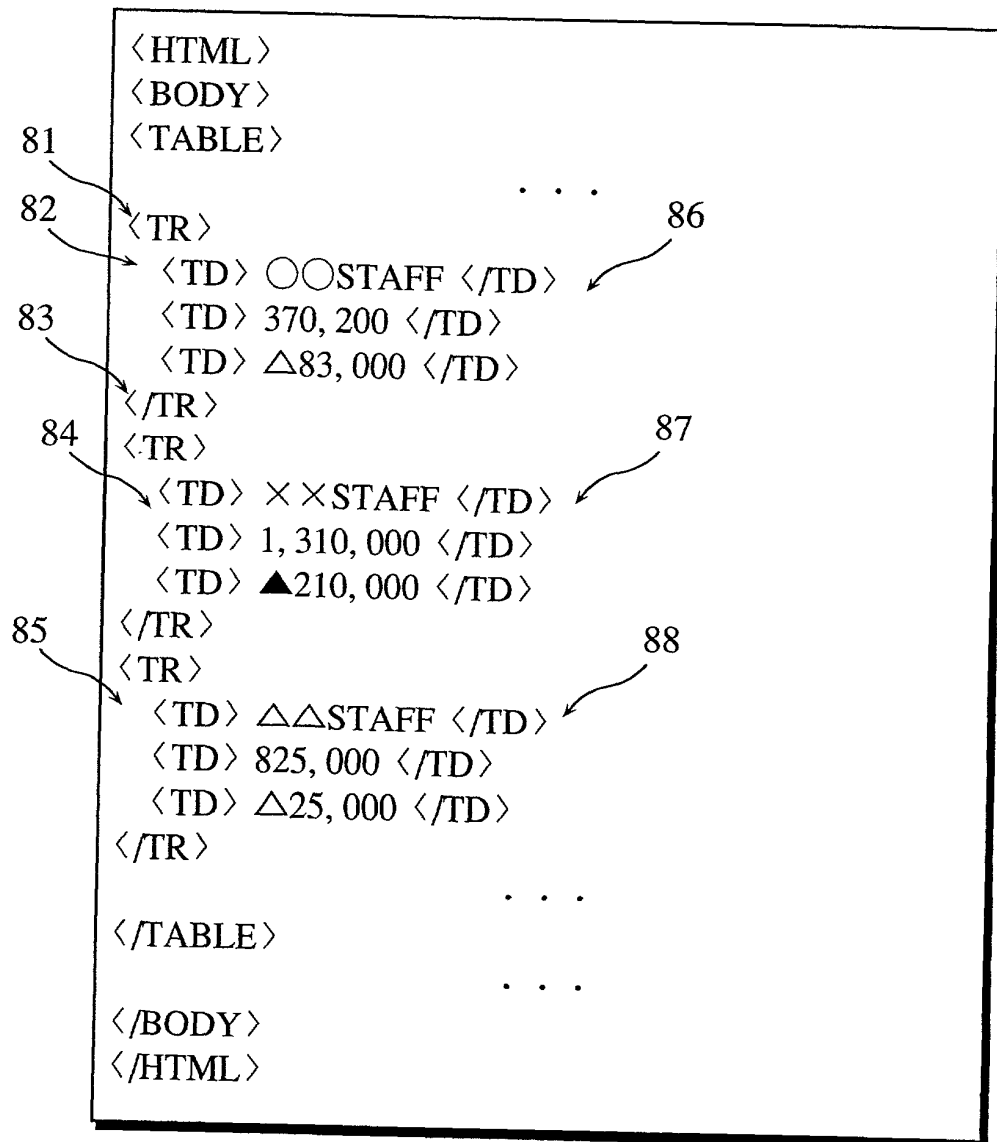 〈HTML〉
〈BODY〉
〈TABLE〉
81
. . .
82
〈TR〉
86
〈TD〉 ○○STAFF 〈/TD〉
83
〈TD〉 370, 200 〈/TD〉
〈TD〉 △83, 000 〈/TD〉
〈/TR〉
84
〈TR〉
87
〈TD〉 ××STAFF 〈/TD〉
〈TD〉 1, 310, 000 〈/TD〉
〈TD〉 ▲210, 000 〈/TD〉
85
〈/TR〉
88
〈TR〉
〈TD〉 △△STAFF 〈/TD〉
〈TD〉 825, 000 〈/TD〉
〈TD〉 △25, 000 〈/TD〉
〈/TR〉
. . .
〈/TABLE〉
. . .
〈/BODY〉
〈/HTML〉